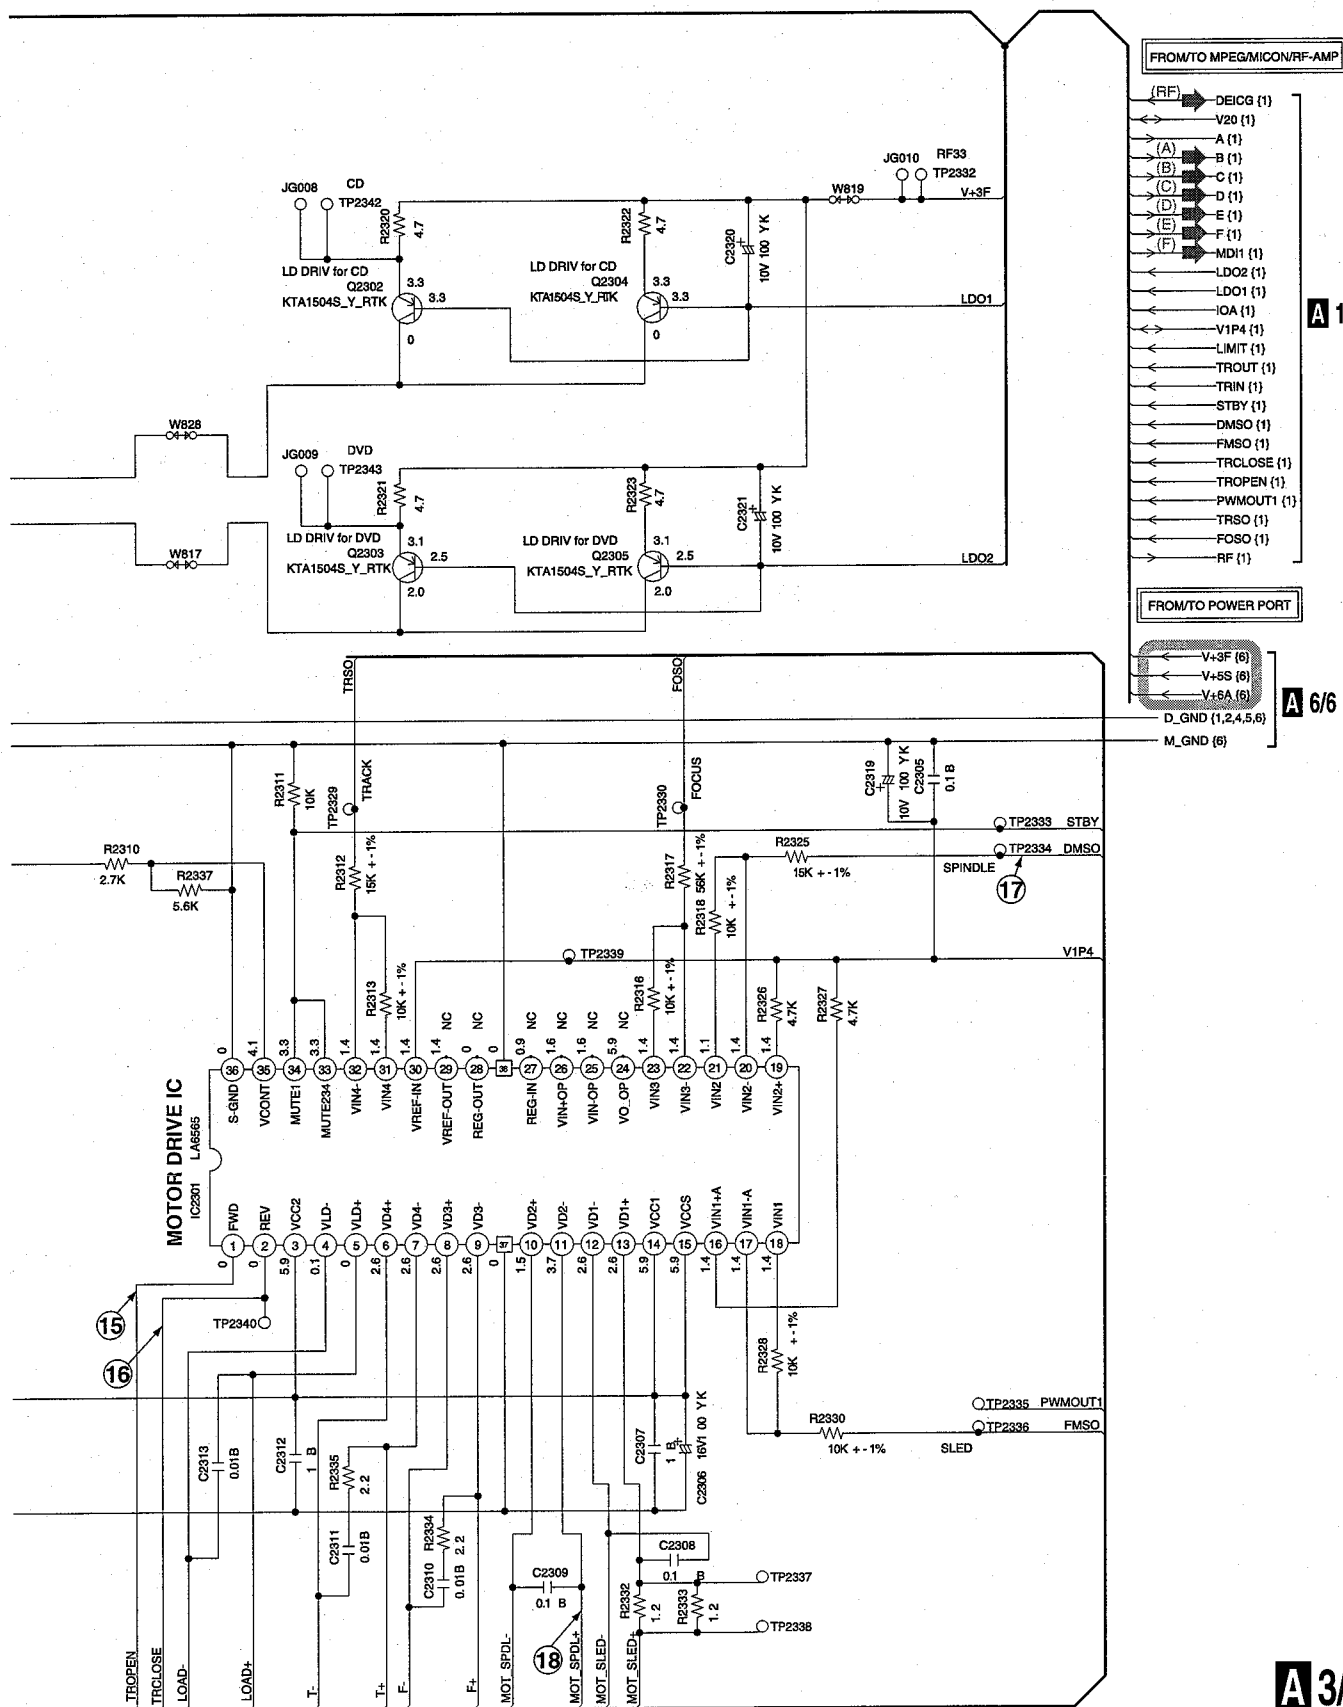 FROM/TO MPEG/MICON/RF-AMP
(RF) DEICG {1}
V20 {1}
A {1}
(A) B {1}
(B) C {1}
(C) D {1}
(D) E {1}
(E) F {1}
(F) MDI1 {1}
LDO2 {1}
LDO1 {1}
IOA {1}
V1P4 {1}
LIMIT {1}
TROUT {1}
TRIN {1}
STBY {1}
DMSO {1}
FMSO {1}
TRCLOSE {1}
TROPEN {1}
PWMOUT1 {1}
TRSO {1}
FOSO {1}
RF {1}
A 1
FROM/TO POWER PORT
V+3F {6}
V+5S {6}
V+6A {6}
D_GND {1,2,4,5,6}
M_GND {6}
A 6/6
JG008
CD
TP2342
R2320
4.7
LD DRIV for CD
Q2302
KTA1504S_Y_RTK
3.3
3.3
0
R2322
4.7
LD DRIV for CD
Q2304
KTA1504S_Y_RTK
3.3
3.3
0
C2320
10V 100 YK
W819
JG010
RF33
TP2332
V+3F
LDO1
W828
W817
JG009
DVD
TP2343
R2321
4.7
LD DRIV for DVD
Q2303
KTA1504S_Y_RTK
3.1
2.5
2.0
R2323
4.7
LD DRIV for DVD
Q2305
KTA1504S_Y_RTK
3.1
2.5
2.0
C2321
10V 100 YK
LDO2
TRSO
FOSO
R2311
10K
TP2329
TRACK
TP2330
FOCUS
C2319
10V 100 YK
C2305
0.1 B
TP2333 STBY
R2310
2.7K
R2337
5.6K
R2312
15K +-1%
R2317
56K +-1%
R2318
10K +-1%
R2325
15K +-1%
SPINDLE
TP2334 DMSO
17
R2313
10K +-1%
TP2339
R2316
10K +-1%
R2326
4.7K
R2327
4.7K
V1P4
0 4.1 3.3 3.3 1.4 1.4 1.4 1.4 NC 0 NC 0 0.9 NC 1.6 NC 1.6 NC 5.9 NC 1.4 1.4 1.1 1.4 1.4
36 35 34 33 32 31 30 29 28 38 27 26 25 24 23 22 21 20 19
S-GND VCONT MUTE1 MUTE234 VIN4- VIN4 VREF-IN VREF-OUT REG-OUT REG-IN VIN+OP VIN-OP VO_OP VIN3 VIN3- VIN2 VIN2- VIN2+
MOTOR DRIVE IC
IC2301 LA6565
FWD REV VCC2 VLD- VLD+ VD4+ VD4- VD3+ VD3- VD2+ VD2- VD1- VD1+ VCC1 VCCS VIN1+A VIN1-A VIN1
1 2 3 4 5 6 7 8 9 37 10 11 12 13 14 15 16 17 18
0 0 5.9 0.1 0 2.6 2.6 2.6 2.6 0 1.5 3.7 2.6 2.6 5.9 5.9 1.4 1.4 1.4
15
16
TP2340
R2328
10K +-1%
TP2335 PWMOUT1
R2330
10K +-1%
SLED
TP2336 FMSO
C2313
0.01B
C2312
1 B
R2335
2.2
C2311
0.01B
R2334
2.2
C2310
0.01B
C2309
0.1 B
18
C2307
1 B
C2306 16V1 00 YK
C2308
0.1 B
R2332
1.2
R2333
1.2
TP2337
TP2338
TROPEN
TRCLOSE
LOAD-
LOAD+
T-
T+
F-
F+
MOT_SPDL-
MOT_SPDL+
MOT_SLED-
MOT_SLED+
A 3/